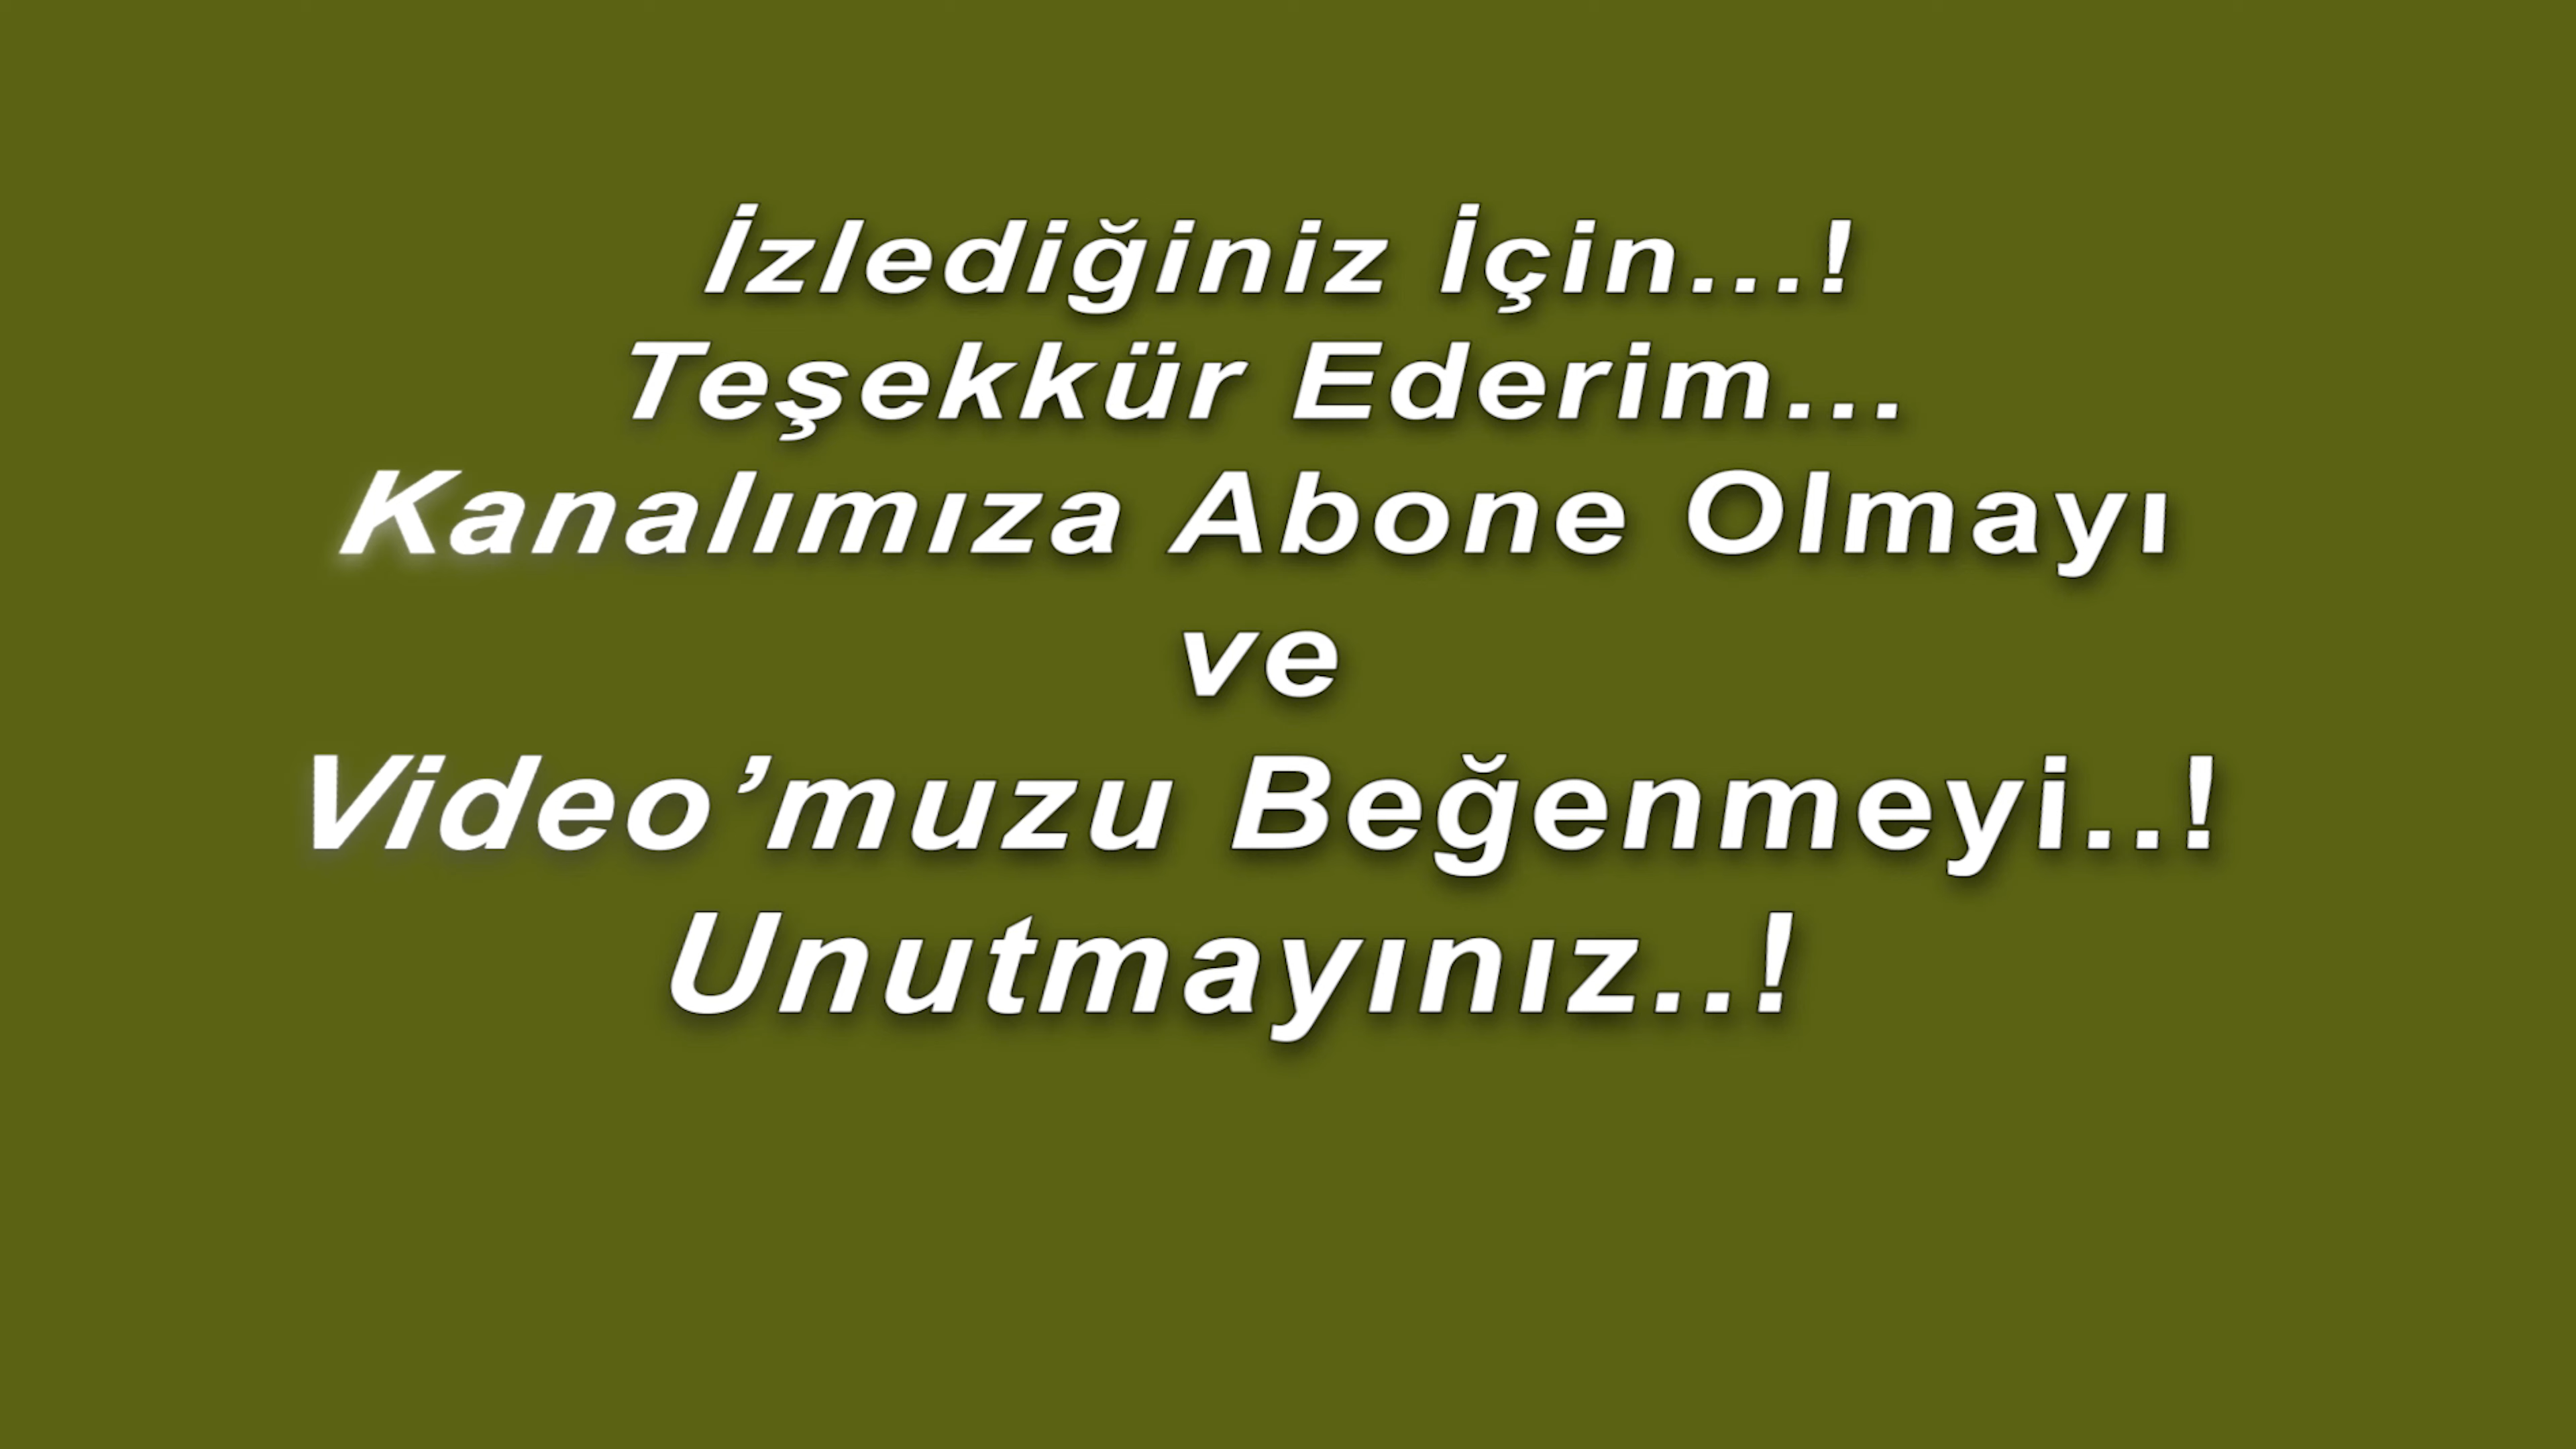 İzlediğiniz İçin...!
Teşekkür Ederim...
Kanalımıza Abone Olmayı
ve
Video’muzu Beğenmeyi..!
Unutmayınız..!